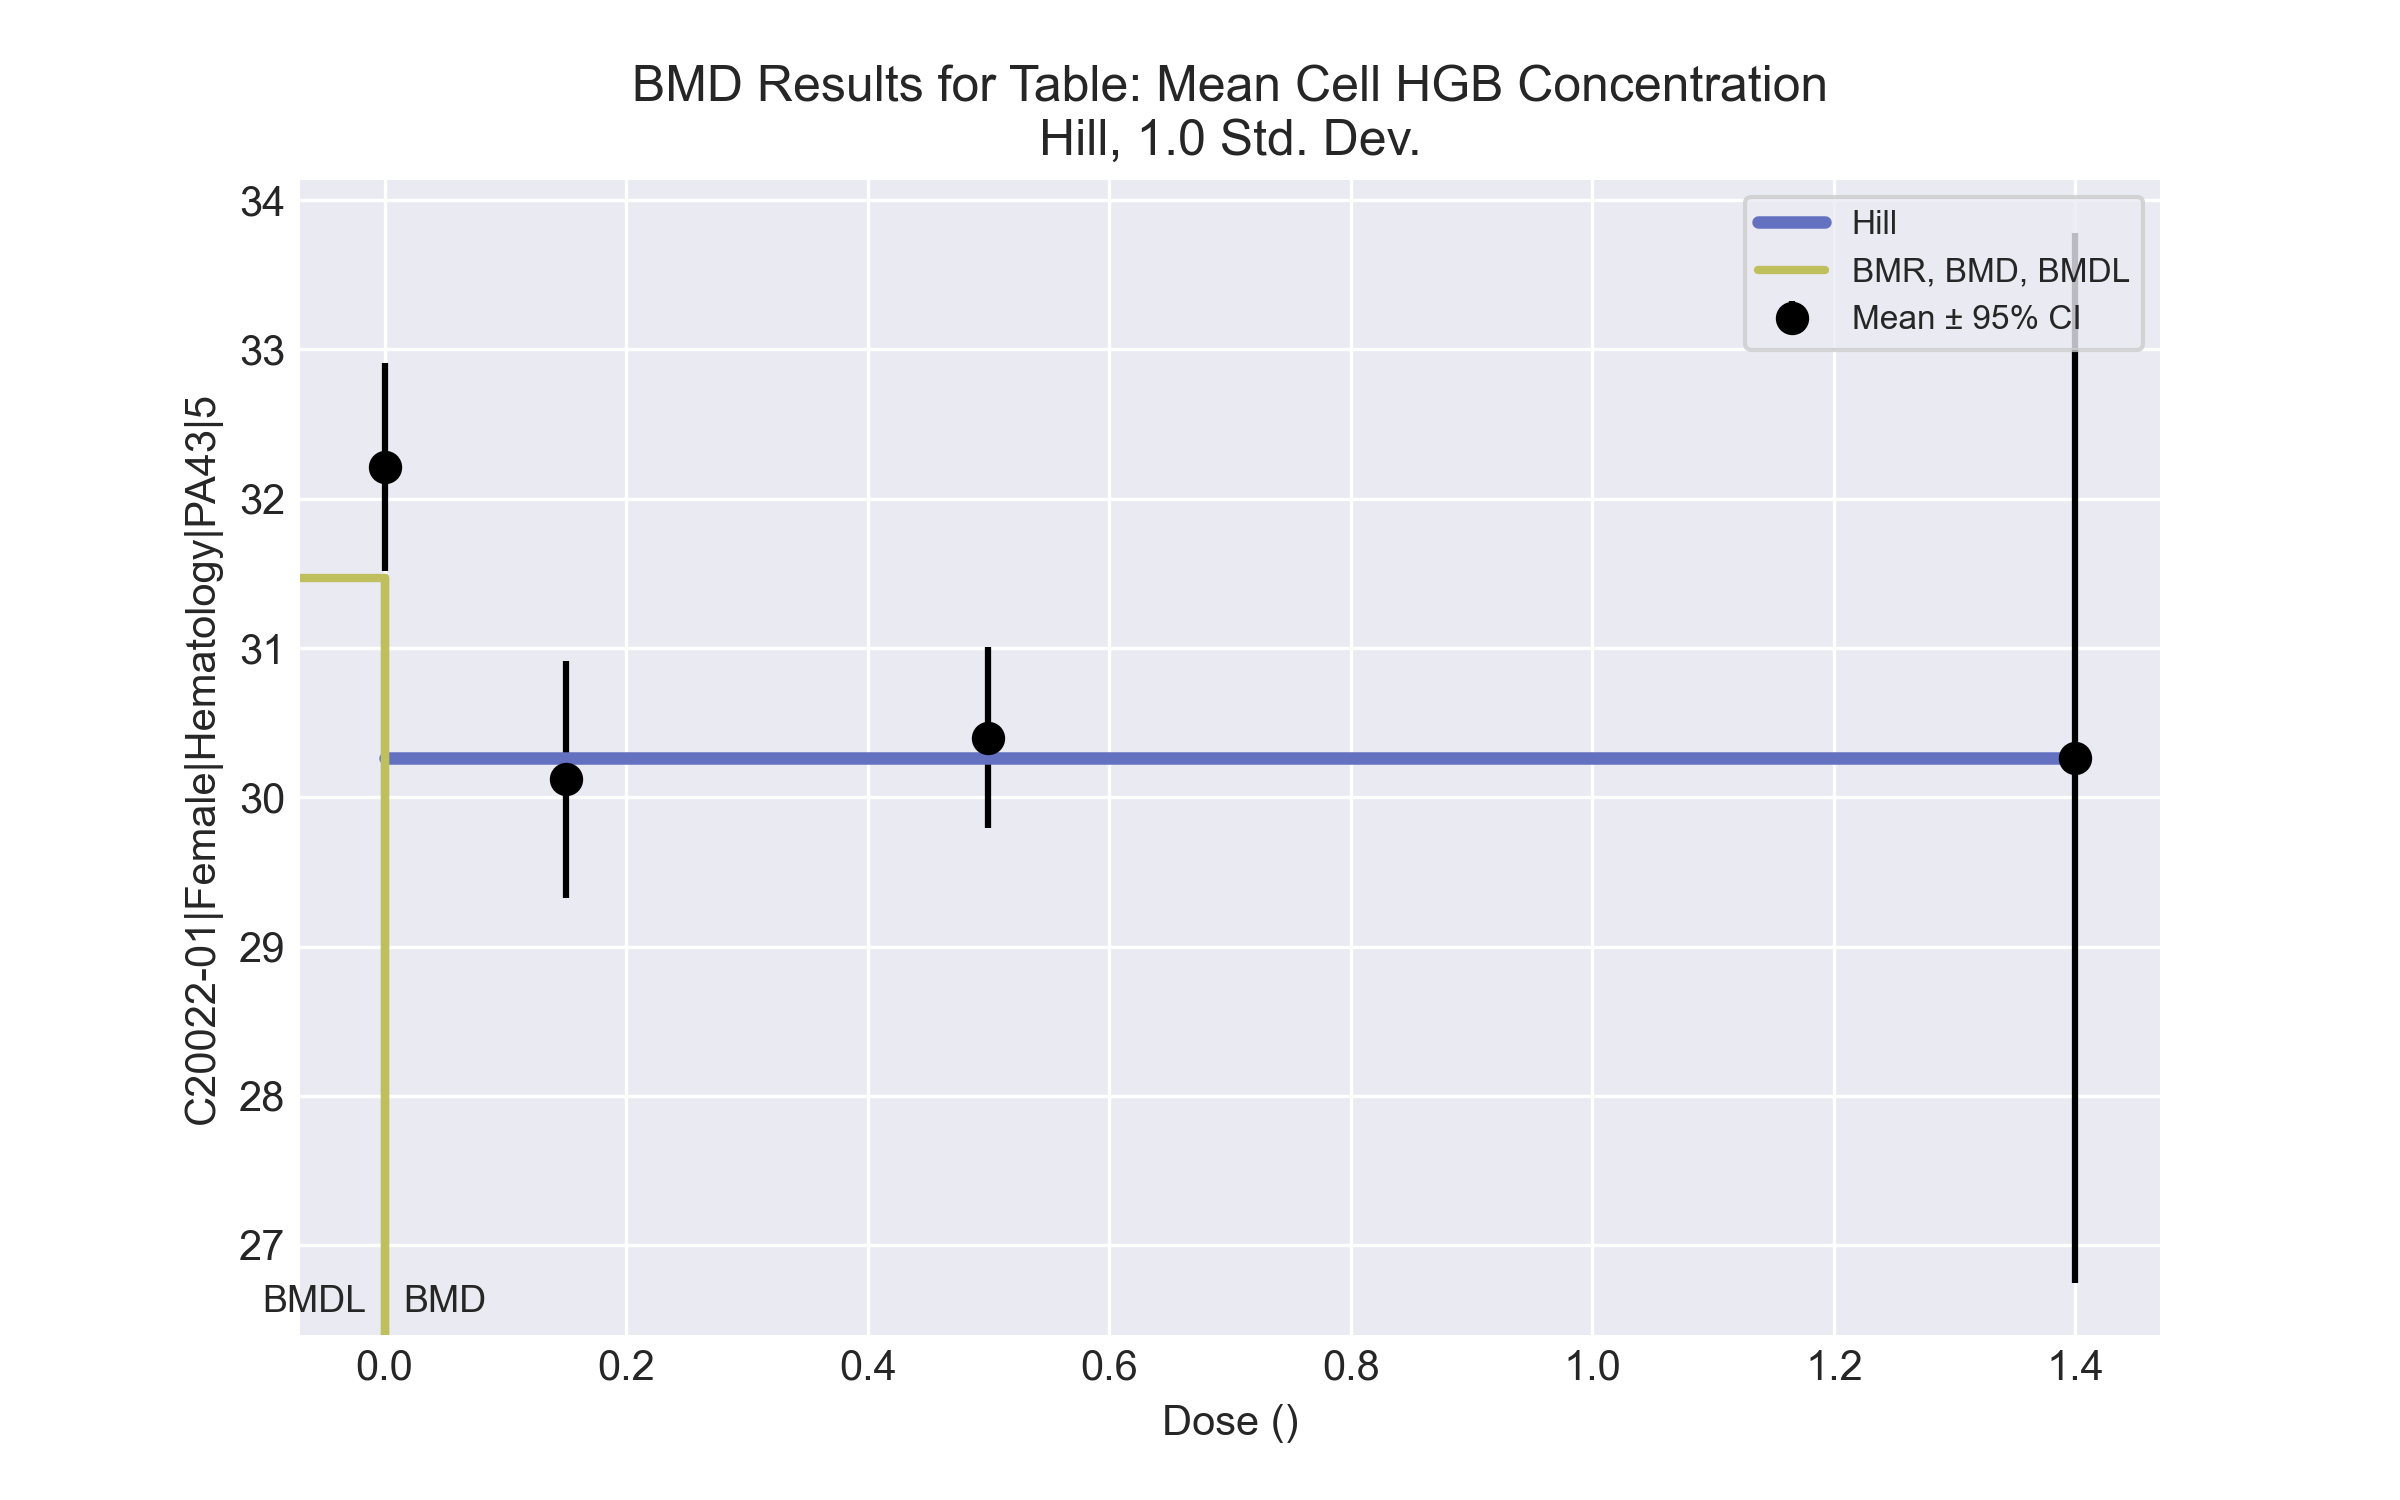 BMD Results for Table: Mean Cell HGB Concentration
Hill, 1.0 Std. Dev.
Hill
BMR, BMD, BMDL
Mean ± 95% CI
C20022-01|Female|Hematology|PA43|5
34
33
32
31
30
29
28
27
BMDL BMD
0.0 0.2 0.4 0.6 0.8 1.0 1.2 1.4
Dose ()